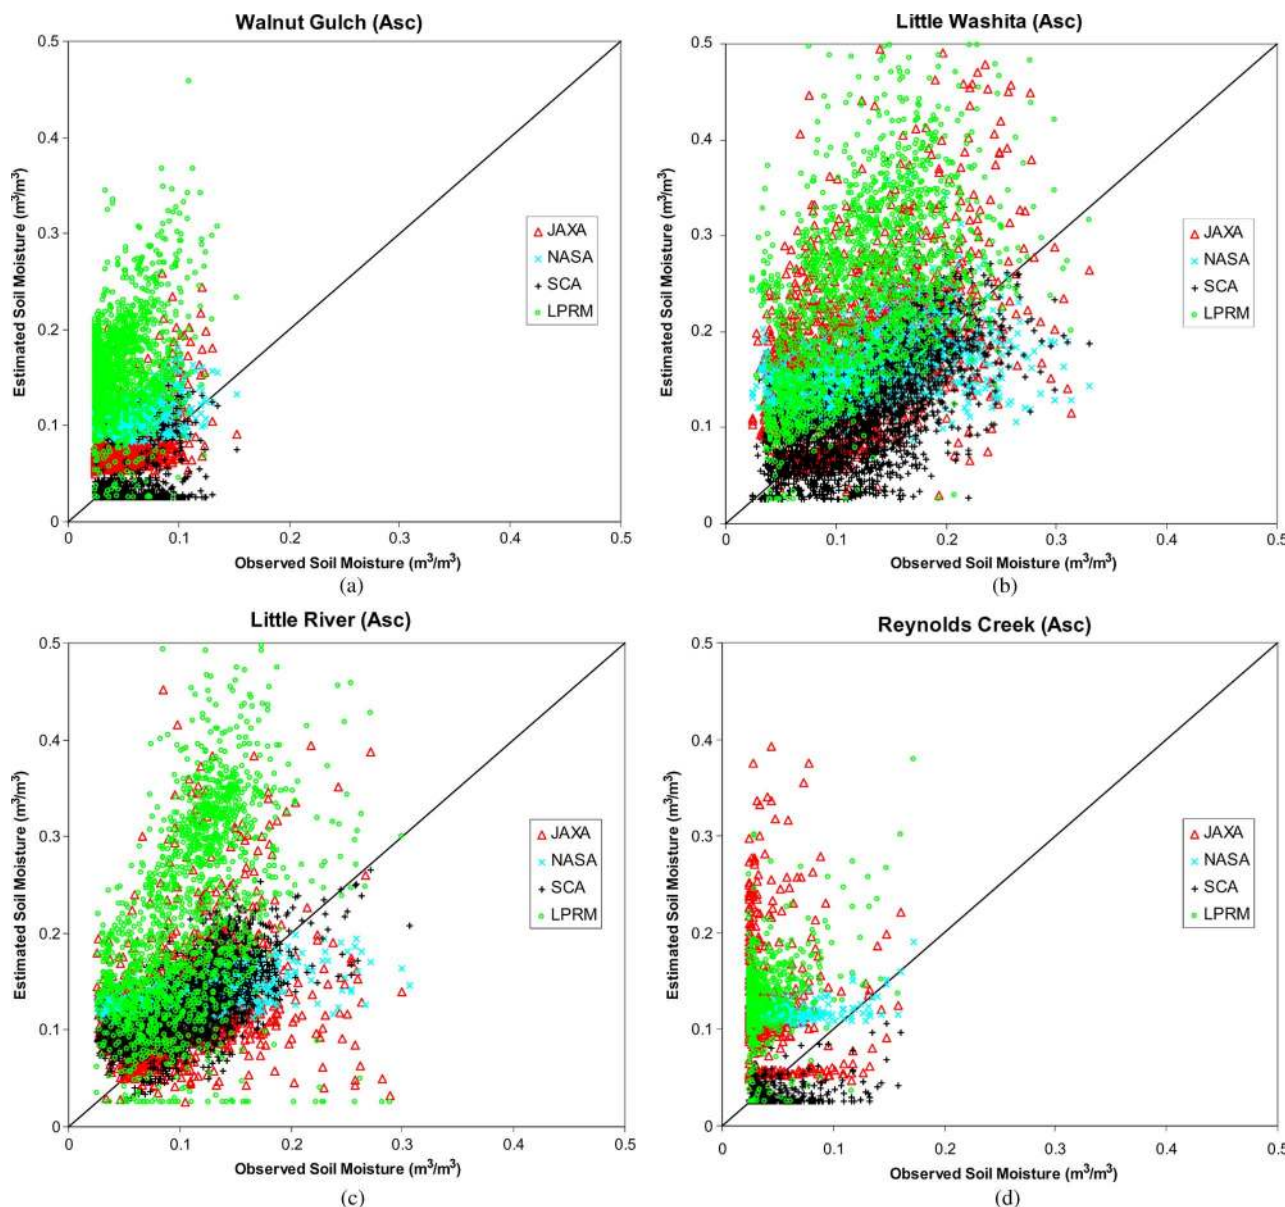 Walnut Gulch (Asc)
0.5
0.4
0.3
0.2
0.1
0
Estimated Soil Moisture (m³/m³)
JAXA
NASA
SCA
LPRM
0
0.1
0.2
0.3
0.4
0.5
Observed Soil Moisture (m³/m³)
(a)
Little Washita (Asc)
0.5
0.4
0.3
0.2
0.1
0
Estimated Soil Moisture (m³/m³)
JAXA
NASA
SCA
LPRM
0
0.1
0.2
0.3
0.4
0.5
Observed Soil Moisture (m³/m³)
(b)
Little River (Asc)
0.5
0.4
0.3
0.2
0.1
0
Estimated Soil Moisture (m³/m³)
JAXA
NASA
SCA
LPRM
0
0.1
0.2
0.3
0.4
0.5
Observed Soil Moisture (m³/m³)
(c)
Reynolds Creek (Asc)
0.5
0.4
0.3
0.2
0.1
0
Estimated Soil Moisture (m³/m³)
JAXA
NASA
SCA
LPRM
0
0.1
0.2
0.3
0.4
0.5
Observed Soil Moisture (m³/m³)
(d)